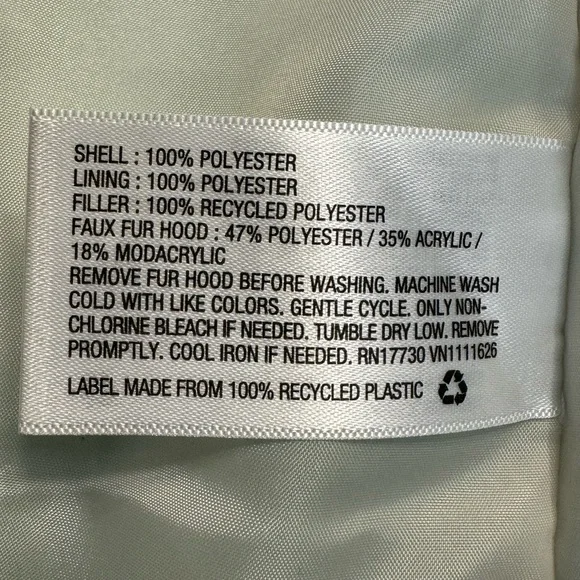 SHELL : 100% POLYESTER
LINING : 100% POLYESTER
FILLER : 100% RECYCLED POLYESTER
FAUX FUR HOOD : 47% POLYESTER / 35% ACRYLIC /
18% MODACRYLIC
REMOVE FUR HOOD BEFORE WASHING. MACHINE WASH
COLD WITH LIKE COLORS. GENTLE CYCLE. ONLY NON-
CHLORINE BLEACH IF NEEDED. TUMBLE DRY LOW. REMOVE
PROMPTLY. COOL IRON IF NEEDED. RN17730 VN1111626
LABEL MADE FROM 100% RECYCLED PLASTIC